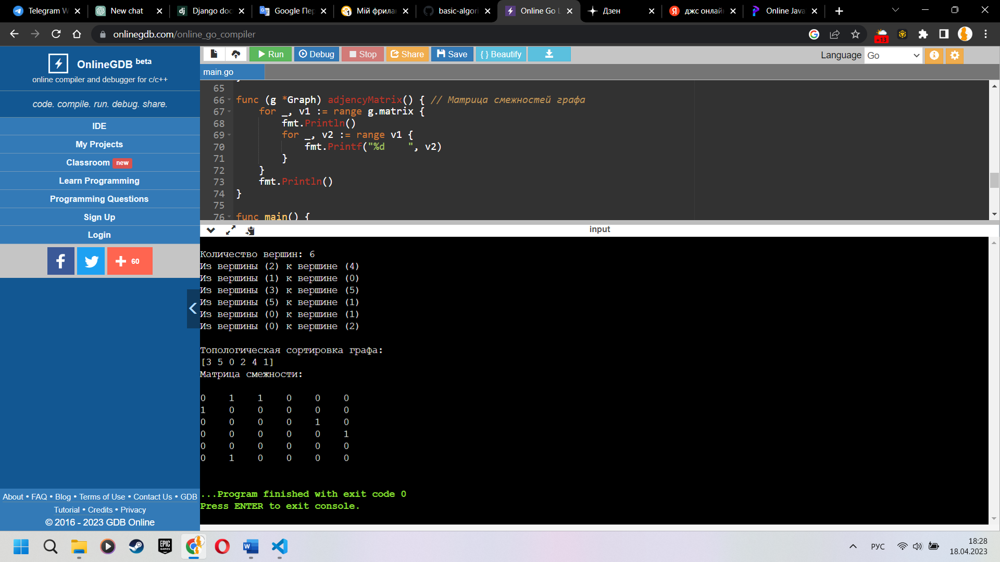 Telegram W
New chat
Django doc
Google Пер
Мій фрилан
basic-algori
Online Go
Дзен
джс онлайн
Online Java
onlinegdb.com/online_go_compiler
+13
OnlineGDB beta
online compiler and debugger for c/c++
code. compile. run. debug. share.
IDE
My Projects
Classroom new
Learn Programming
Programming Questions
Sign Up
Login
60
About • FAQ • Blog • Terms of Use • Contact Us • GDB
Tutorial • Credits • Privacy
© 2016 - 2023 GDB Online
Run
Debug
Stop
Share
Save
{ } Beautify
Language Go
main.go
65
66 func (g *Graph) adjencyMatrix() { // Матрица смежностей графа
67 for _, v1 := range g.matrix {
68 fmt.Println()
69 for _, v2 := range v1 {
70 fmt.Printf("%d    ", v2)
71 }
72 }
73 fmt.Println()
74 }
75
76 func main() {
input
Количество вершин: 6
Из вершины (2) к вершине (4)
Из вершины (1) к вершине (0)
Из вершины (3) к вершине (5)
Из вершины (5) к вершине (1)
Из вершины (0) к вершине (1)
Из вершины (0) к вершине (2)
Топологическая сортировка графа:
[3 5 0 2 4 1]
Матрица смежности:
0 1 1 0 0 0
1 0 0 0 0 0
0 0 0 0 1 0
0 0 0 0 0 1
0 0 0 0 0 0
0 1 0 0 0 0
...Program finished with exit code 0
Press ENTER to exit console.
EPIC GAMES
W
РУС
18:28
18.04.2023